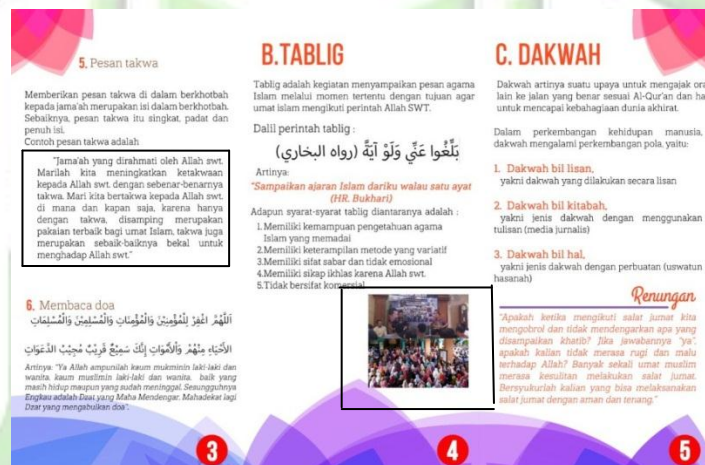 5. Pesan takwa
Memberikan pesan takwa di dalam berkhotbah
kepada jama'ah merupakan isi dalam berkhotbah.
Sebaiknya, pesan takwa itu singkat, padat dan
penuh isi.
Contoh pesan takwa adalah
"Jama'ah yang dirahmati oleh Allah swt.
Marilah kita meningkatkan ketakwaan
kepada Allah swt. dengan sebenar-benarnya
takwa. Mari kita bertakwa kepada Allah swt.
di mana dan kapan saja, karena hanya
dengan takwa, disamping merupakan
pakaian terbaik bagi umat Islam, takwa juga
merupakan sebaik-baiknya bekal untuk
menghadap Allah swt."
6. Membaca doa
اَللّٰهُمَّ اغْفِرْ لِلْمُؤْمِنِيْنَ وَالْمُؤْمِنَاتِ وَالْمُسْلِمِيْنَ وَالْمُسْلِمَاتِ
الْأَحْيَاءِ مِنْهُمْ وَالْأَمْوَاتِ إِنَّكَ سَمِيْعٌ قَرِيْبٌ مُجِيْبُ الدَّعَوَاتِ
Artinya: "Ya Allah ampunilah kaum mukminin laki-laki dan
wanita, kaum muslimin laki-laki dan wanita, baik yang
masih hidup maupun yang sudah meninggal. Sesungguhnya
Engkau adalah Dzat yang Maha Mendengar. Mahadekat lagi
Dzat yang mengabulkan doa".
3
B.TABLIG
Tablig adalah kegiatan menyampaikan pesan agama
Islam melalui momen tertentu dengan tujuan agar
umat islam mengikuti perintah Allah SWT.
Dalil perintah tablig :
بَلِّغُوا عَنِّي وَلَوْ آيَةً (رواه البخاري)
Artinya:
"Sampaikan ajaran Islam dariku walau satu ayat
(HR. Bukhari)
Adapun syarat-syarat tablig diantaranya adalah :
1. Memiliki kemampuan pengetahuan agama
Islam yang memadai
2.Memiliki keterampilan metode yang variatif
3.Memiliki sifat sabar dan tidak emosional
4.Memiliki sikap ikhlas karena Allah swt.
5.Tidak bersifat komersial
4
C. DAKWAH
Dakwah artinya suatu upaya untuk mengajak ora
lain ke jalan yang benar sesuai Al-Qur'an dan ha
untuk mencapai kebahagiaan dunia akhirat.
Dalam perkembangan kehidupan manusia,
dakwah mengalami perkembangan pola, yaitu:
1. Dakwah bil lisan,
yakni dakwah yang dilakukan secara lisan
2. Dakwah bil kitabah,
yakni jenis dakwah dengan menggunakan
tulisan (media jurnalis)
3. Dakwah bil hal,
yakni jenis dakwah dengan perbuatan (uswatun
hasanah)
Renungan
"Apakah ketika mengikuti salat jumat kita
mengobrol dan tidak mendengarkan apa yang
disampaikan khatib? Jika jawabannya "ya".
apakah kalian tidak merasa rugi dan malu
terhadap Allah? Banyak sekali umat muslim
merasa kesulitan melakukan salat jumat.
Bersyukurlah kalian yang bisa melaksanakan
salat jumat dengan aman dan tenang."
5